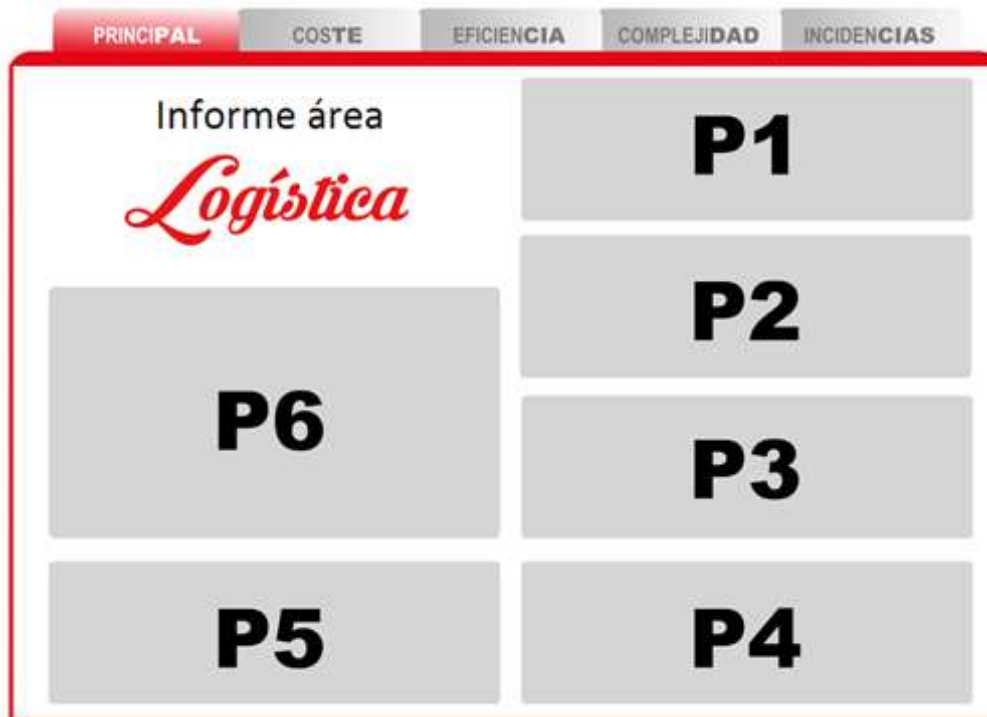 PRINCIPAL COSTE EFICIENCIA COMPLEJIDAD INCIDENCIAS
Informe área
Logística
P1
P2
P6
P3
P5
P4